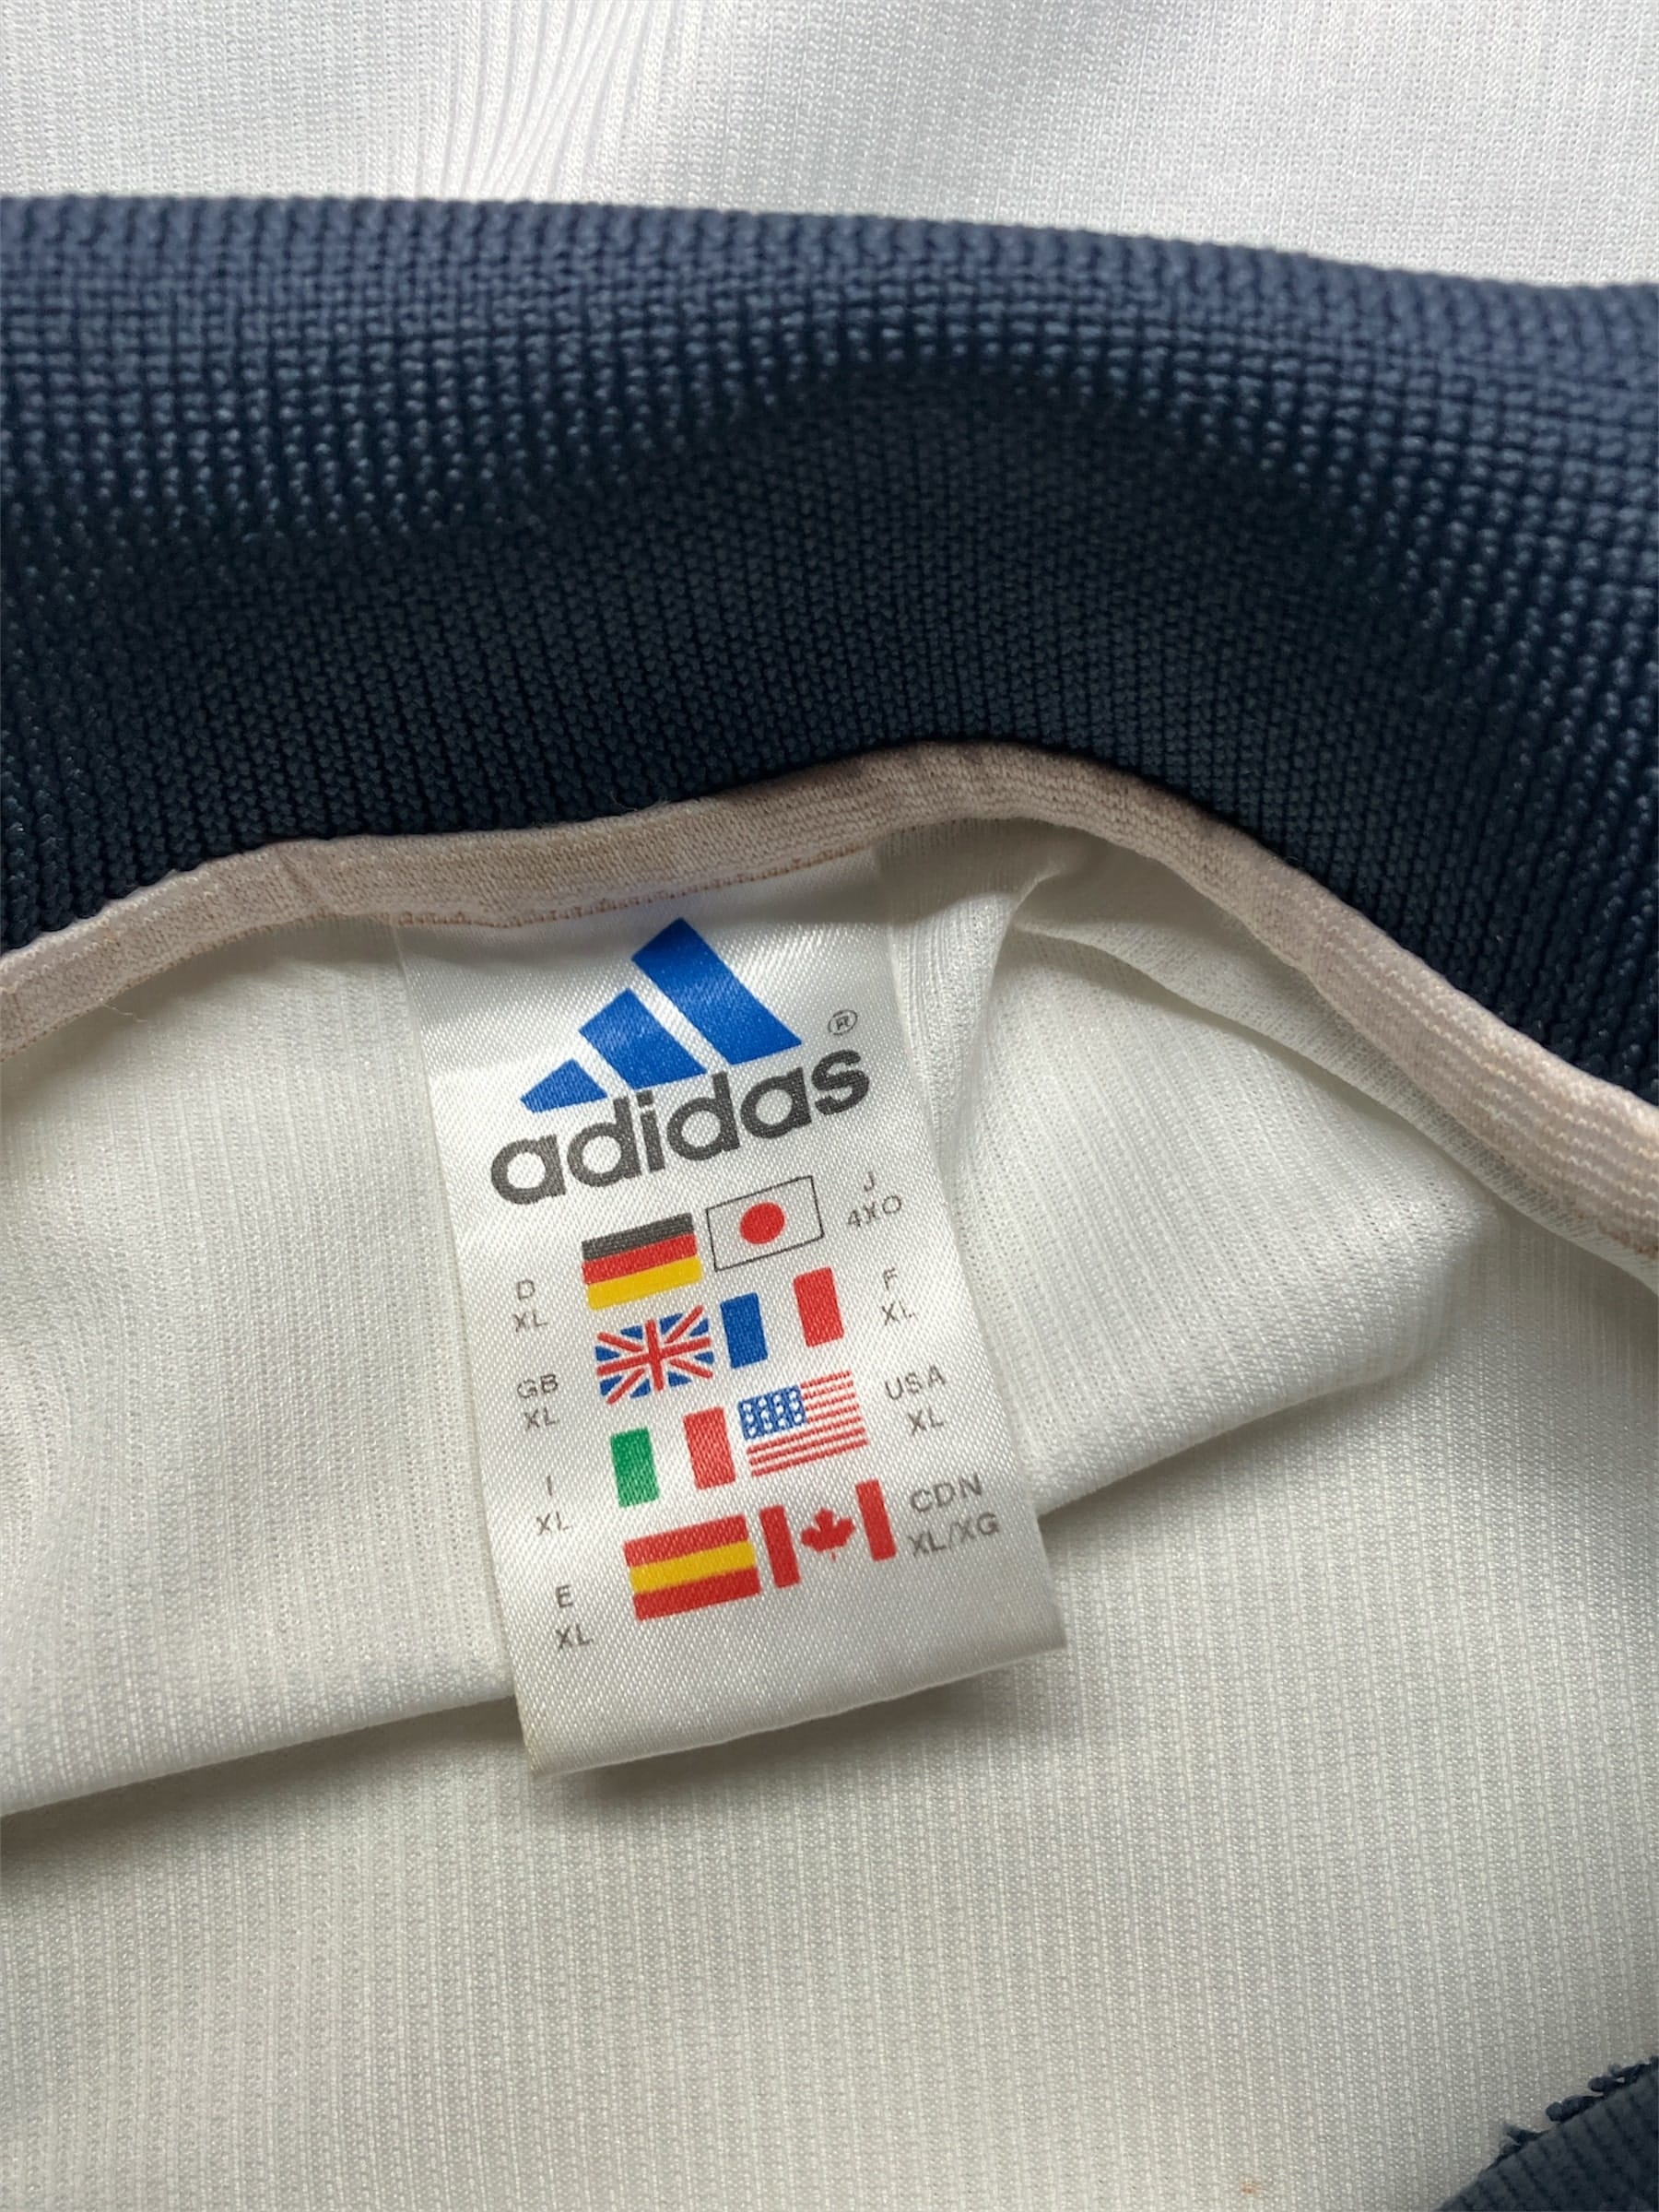 adidas ®
J
4XO
D
XL
F
XL
GB
XL
USA
XL
I
XL
CDN
XL/XG
E
XL